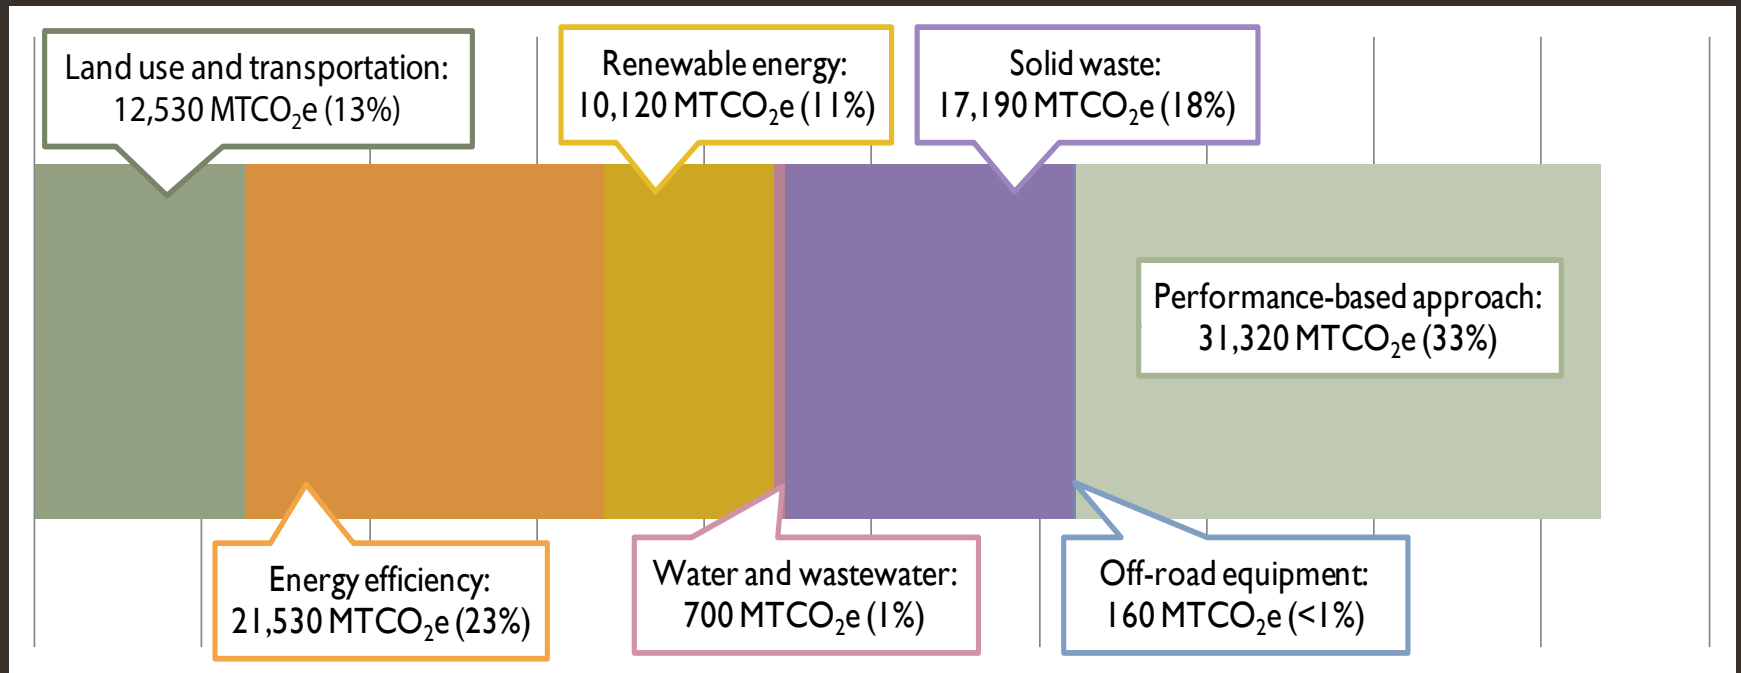 Land use and transportation:
12,530 MTCO₂e (13%)
Renewable energy:
10,120 MTCO₂e (11%)
Solid waste:
17,190 MTCO₂e (18%)
Performance-based approach:
31,320 MTCO₂e (33%)
Energy efficiency:
21,530 MTCO₂e (23%)
Water and wastewater:
700 MTCO₂e (1%)
Off-road equipment:
160 MTCO₂e (<1%)